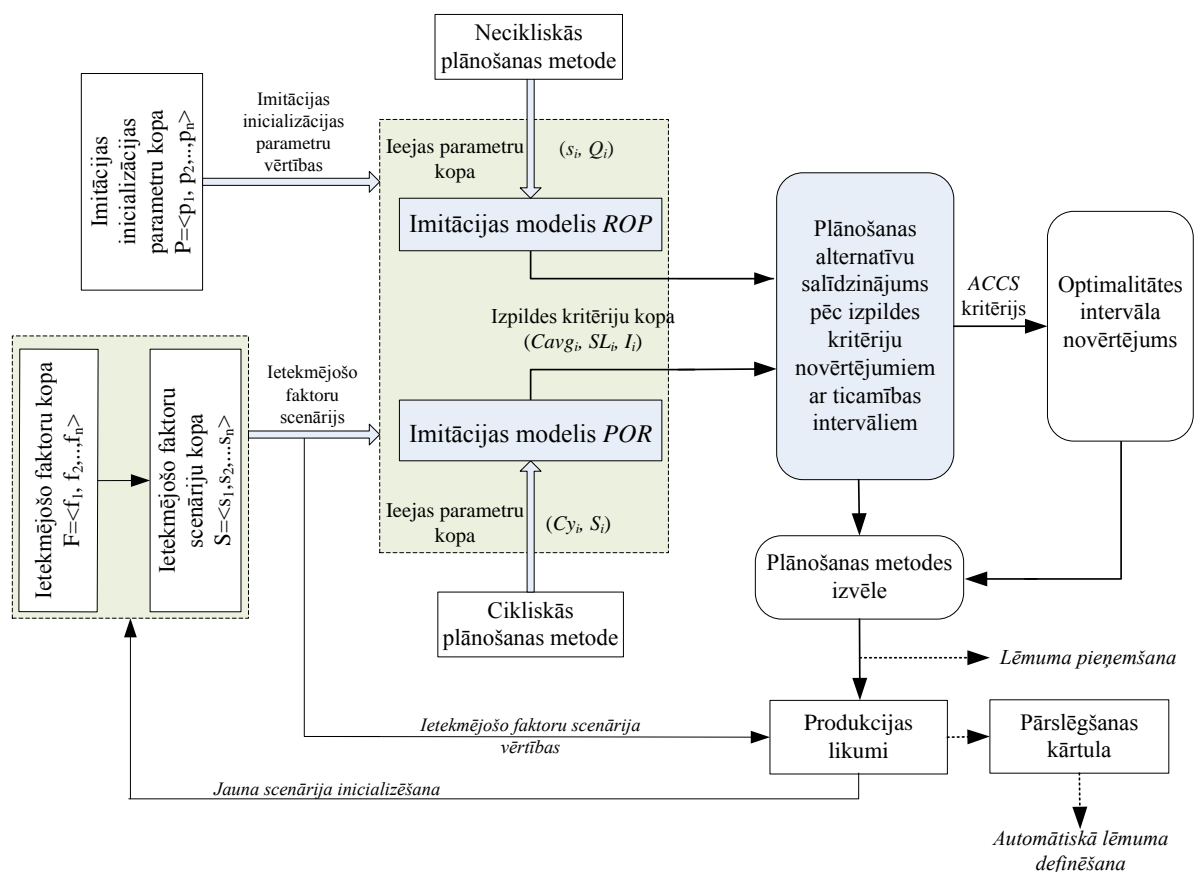 Necikliskās
plānošanas metode
Imitācijas
inicializācijas
parametru kopa
P=<p1, p2,..,pn>
Imitācijas
inicializācijas
parametru
vērtības
Ieejas parametru
kopa
(si, Qi)
Imitācijas modelis ROP
Izpildes kritēriju kopa
(Cavgi, SLi, Ii)
Imitācijas modelis POR
Ieejas parametru
kopa
(Cyi, Si)
Cikliskās
plānošanas metode
Ietekmējošo faktoru kopa
F=<f1, f2,..,fn>
Ietekmējošo faktoru
scenāriju kopa
S=<s1,s2,...sn>
Ietekmējošo
faktoru
scenārijs
Plānošanas
alternatīvu
salīdzinājums
pēc izpildes
kritēriju
novērtējumiem
ar ticamības
intervāliem
ACCS
kritērijs
Optimalitātes
intervāla
novērtējums
Plānošanas metodes
izvēle
Lēmuma pieņemšana
Ietekmējošo faktoru scenārija
vērtības
Produkcijas
likumi
Pārslēgšanas
kārtula
Jauna scenārija inicializēšana
Automātiskā lēmuma
definēšana